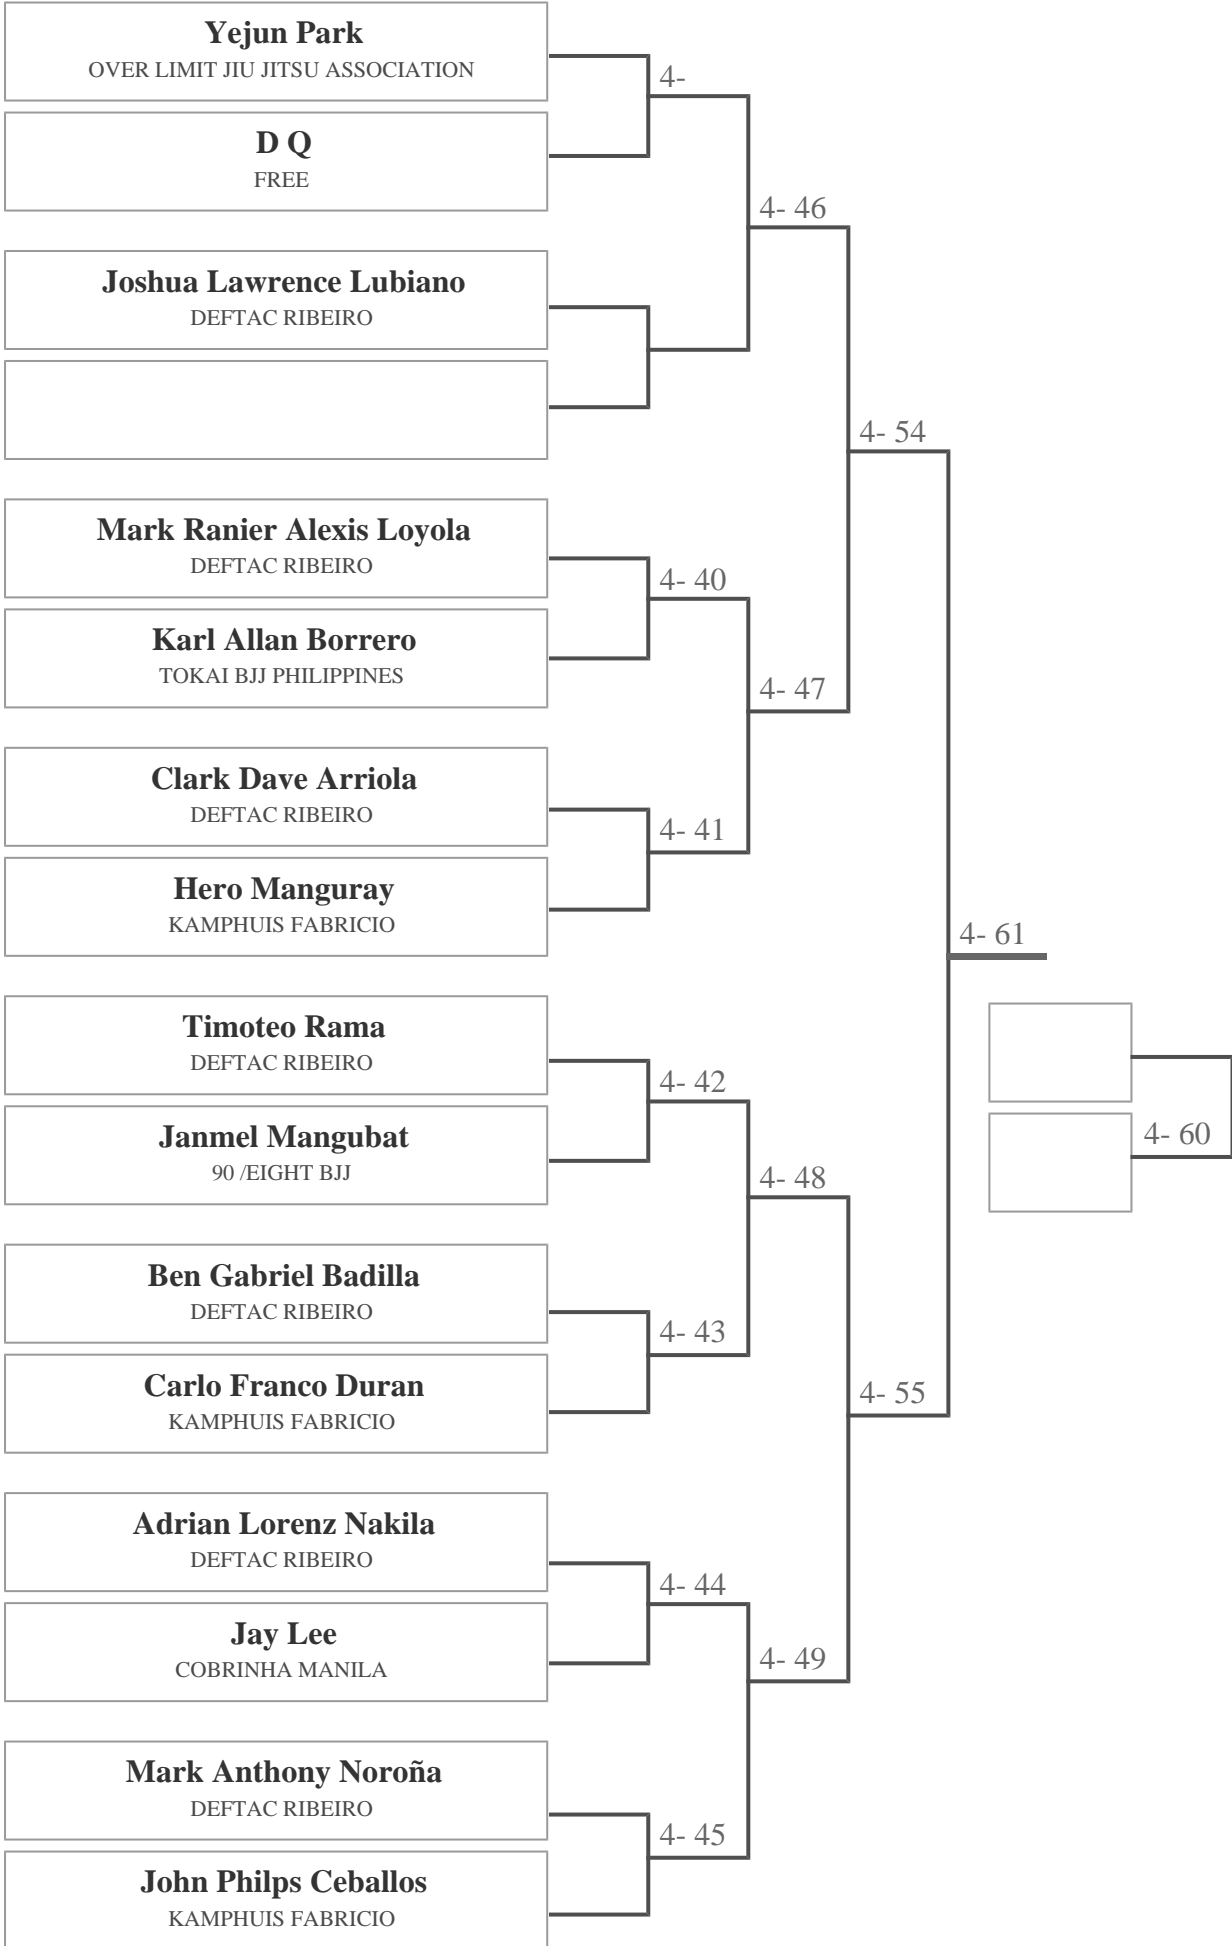 Yejun Park
OVER LIMIT JIU JITSU ASSOCIATION
4-
D Q
FREE
4- 46
Joshua Lawrence Lubiano
DEFTAC RIBEIRO
4- 54
Mark Ranier Alexis Loyola
DEFTAC RIBEIRO
4- 40
Karl Allan Borrero
TOKAI BJJ PHILIPPINES
4- 47
Clark Dave Arriola
DEFTAC RIBEIRO
4- 41
Hero Manguray
KAMPHUIS FABRICIO
4- 61
Timoteo Rama
DEFTAC RIBEIRO
4- 42
Janmel Mangubat
90 /EIGHT BJJ
4- 60
4- 48
Ben Gabriel Badilla
DEFTAC RIBEIRO
4- 43
Carlo Franco Duran
KAMPHUIS FABRICIO
4- 55
Adrian Lorenz Nakila
DEFTAC RIBEIRO
4- 44
Jay Lee
COBRINHA MANILA
4- 49
Mark Anthony Noroña
DEFTAC RIBEIRO
4- 45
John Philps Ceballos
KAMPHUIS FABRICIO